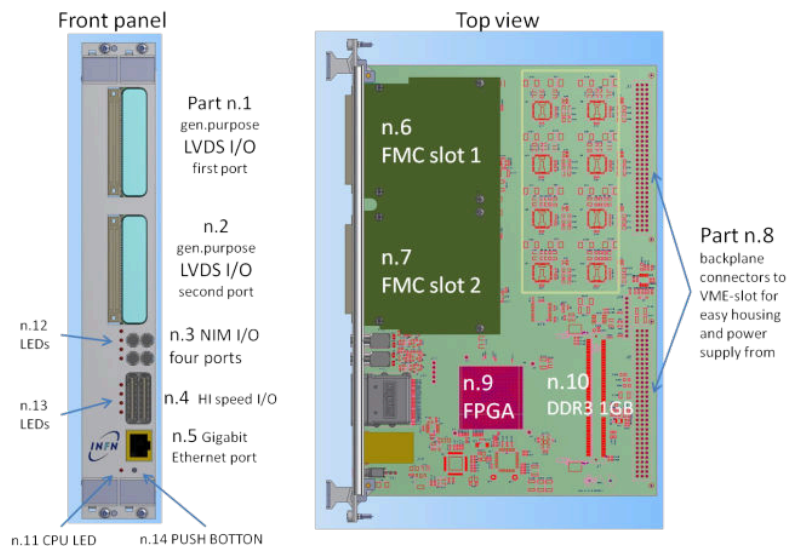 Front panel
Top view
Part n.1
gen.purpose
LVDS I/O
first port
n.2
gen.purpose
LVDS I/O
second port
n.12
LEDs
n.3 NIM I/O
four ports
n.13
LEDs
n.4 HI speed I/O
n.5 Gigabit
Ethernet port
INFN
n.11 CPU LED
n.14 PUSH BOTTON
n.6
FMC slot 1
n.7
FMC slot 2
n.9
FPGA
n.10
DDR3 1GB
Part n.8
backplane
connectors to
VME-slot for
easy housing
and power
supply from